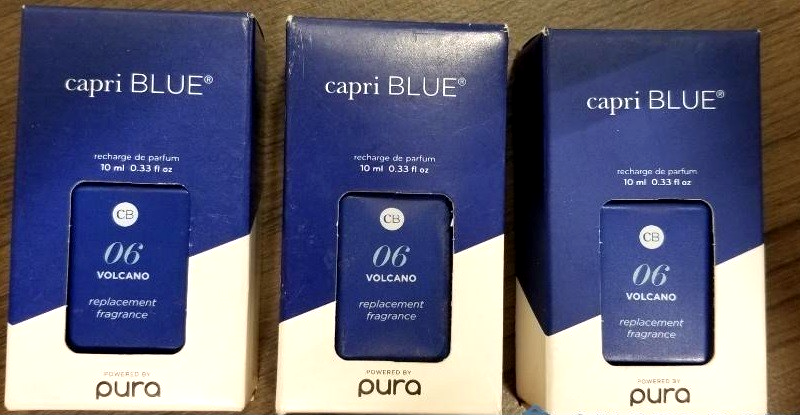 capri BLUE®
recharge de parfum
10 ml 0.33 fl oz
CB
06
VOLCANO
replacement
fragrance
POWERED BY
pura
capri BLUE®
recharge de parfum
10 ml 0.33 fl oz
CB
06
VOLCANO
replacement
fragrance
POWERED BY
pura
capri BLUE®
recharge de parfum
10 ml 0.33 fl oz
CB
06
VOLCANO
replacement
fragrance
POWERED BY
pura